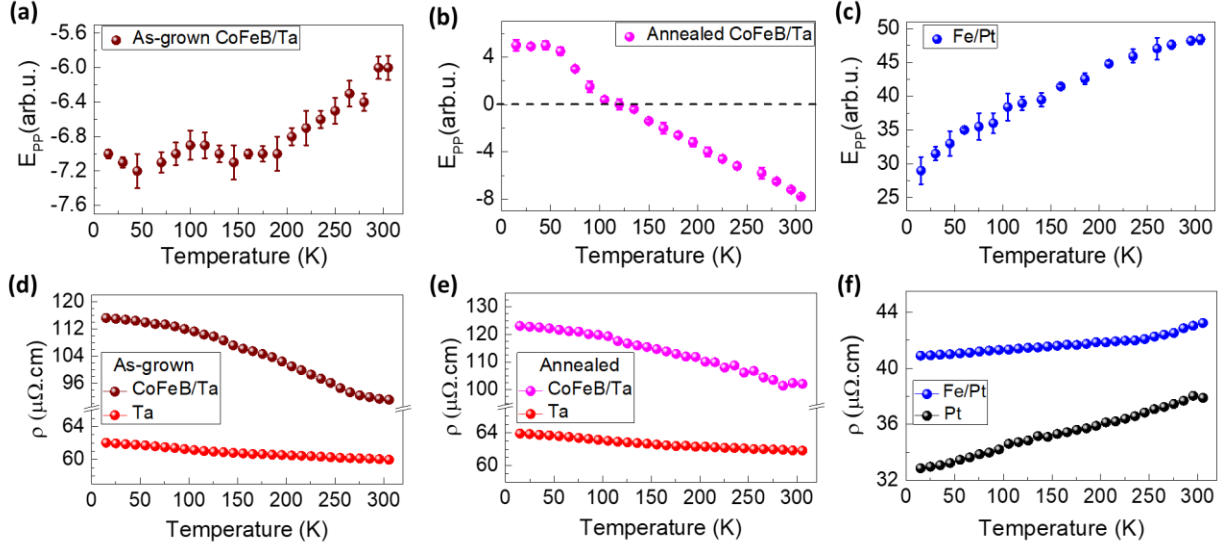 (a)
E_PP(arb.u.)
-5.6
-6.0
-6.4
-6.8
-7.2
-7.6
As-grown CoFeB/Ta
0 50 100 150 200 250 300
Temperature (K)
(b)
E_PP(arb.u.)
4
0
-4
-8
Annealed CoFeB/Ta
0 50 100 150 200 250 300
Temperature (K)
(c)
E_PP(arb.u.)
50
45
40
35
30
25
Fe/Pt
0 50 100 150 200 250 300
Temperature (K)
(d)
ρ (μΩ.cm)
120
112
104
96
62
60
As-grown
CoFeB/Ta
Ta
0 50 100 150 200 250 300
Temperature (K)
(e)
ρ (μΩ.cm)
130
120
110
100
64
62
Annealed
CoFeB/Ta
Ta
0 50 100 150 200 250 300
Temperature (K)
(f)
ρ (μΩ.cm)
44
40
36
32
Fe/Pt
Pt
0 50 100 150 200 250 300
Temperature (K)